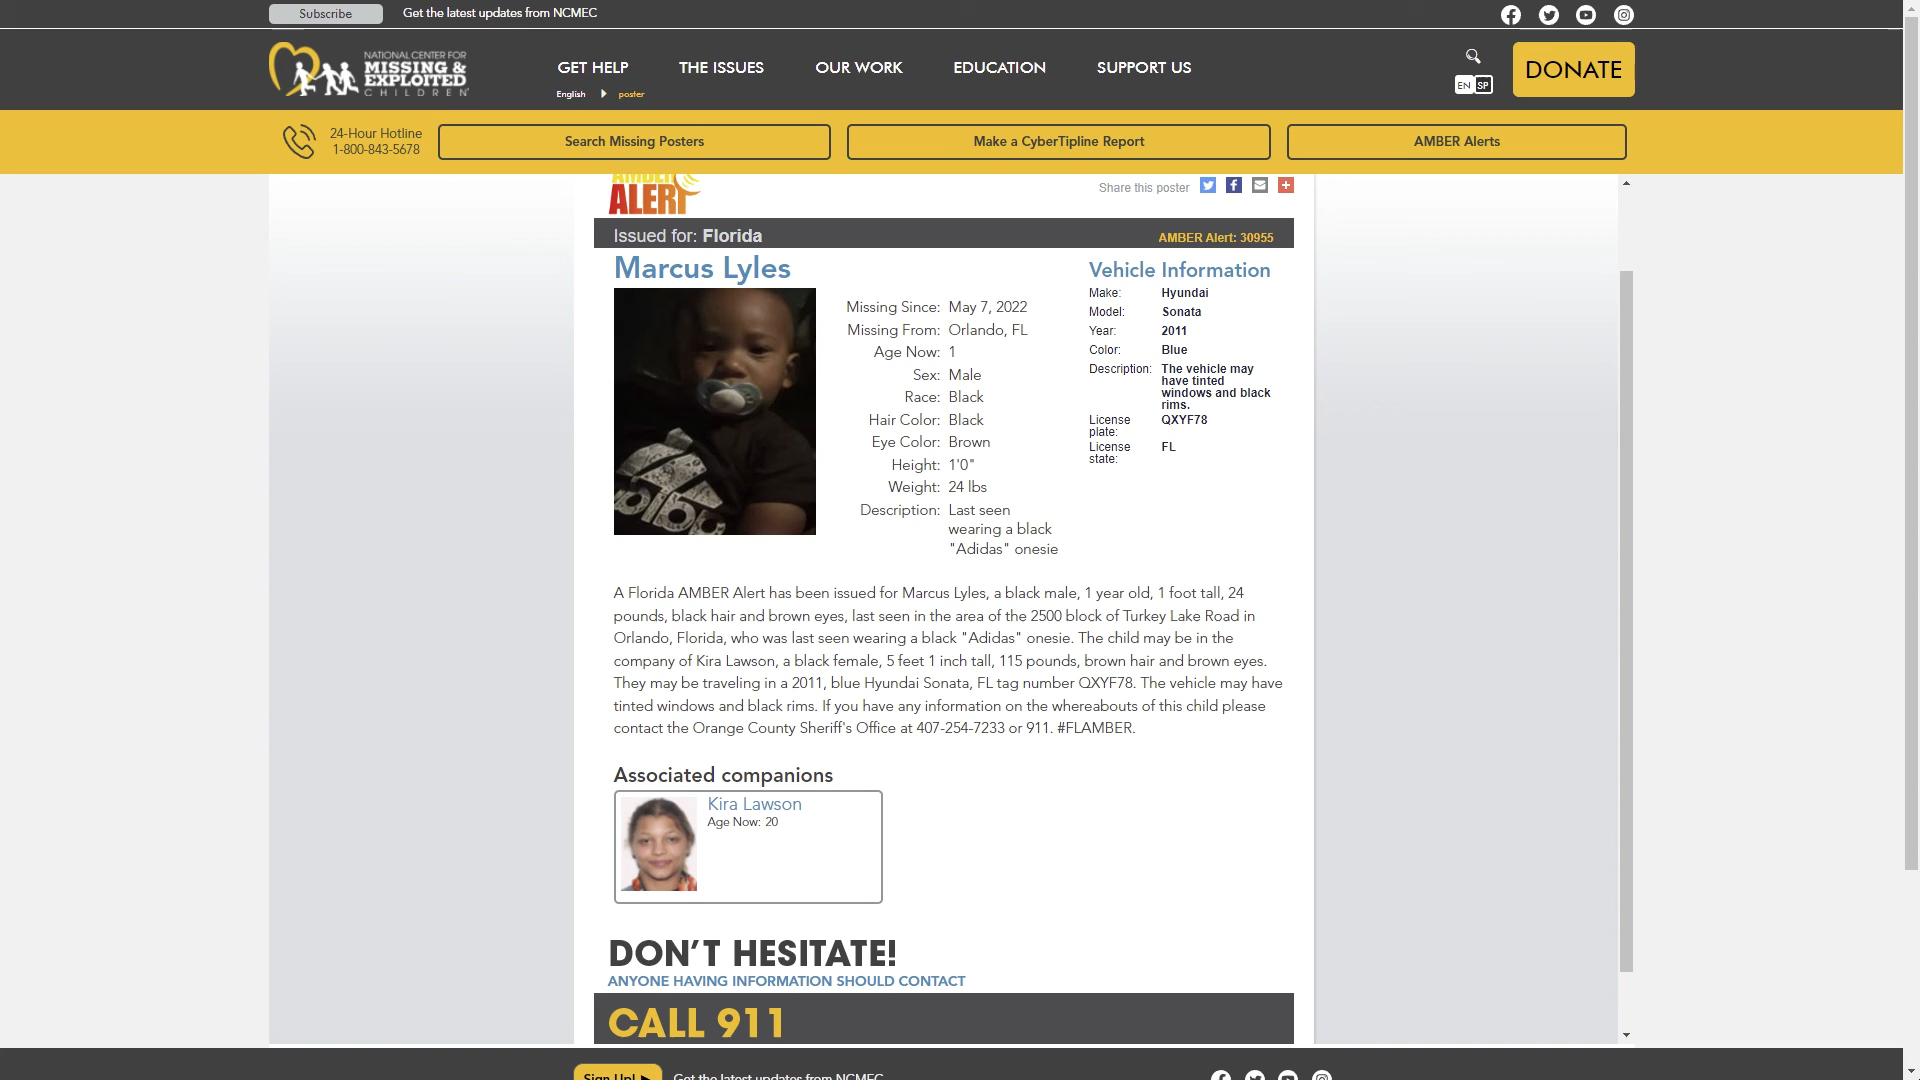 Subscribe
Get the latest updates from NCMEC
NATIONAL CENTER FOR
MISSING &
EXPLOITED
CHILDREN
GET HELP
THE ISSUES
OUR WORK
EDUCATION
SUPPORT US
English
poster
EN
SP
DONATE
24-Hour Hotline
1-800-843-5678
Search Missing Posters
Make a CyberTipline Report
AMBER Alerts
AMBER
ALERT
Share this poster
Issued for: Florida
AMBER Alert: 30955
Marcus Lyles
Missing Since: May 7, 2022
Missing From: Orlando, FL
Age Now: 1
Sex: Male
Race: Black
Hair Color: Black
Eye Color: Brown
Height: 1'0"
Weight: 24 lbs
Description: Last seen
wearing a black
"Adidas" onesie
Vehicle Information
Make: Hyundai
Model: Sonata
Year: 2011
Color: Blue
Description: The vehicle may
have tinted
windows and black
rims.
License QXYF78
plate:
License FL
state:
adidas
A Florida AMBER Alert has been issued for Marcus Lyles, a black male, 1 year old, 1 foot tall, 24
pounds, black hair and brown eyes, last seen in the area of the 2500 block of Turkey Lake Road in
Orlando, Florida, who was last seen wearing a black "Adidas" onesie. The child may be in the
company of Kira Lawson, a black female, 5 feet 1 inch tall, 115 pounds, brown hair and brown eyes.
They may be traveling in a 2011, blue Hyundai Sonata, FL tag number QXYF78. The vehicle may have
tinted windows and black rims. If you have any information on the whereabouts of this child please
contact the Orange County Sheriff's Office at 407-254-7233 or 911. #FLAMBER.
Associated companions
Kira Lawson
Age Now: 20
DON'T HESITATE!
ANYONE HAVING INFORMATION SHOULD CONTACT
CALL 911
Sign Up!
Get the latest updates from NCMEC